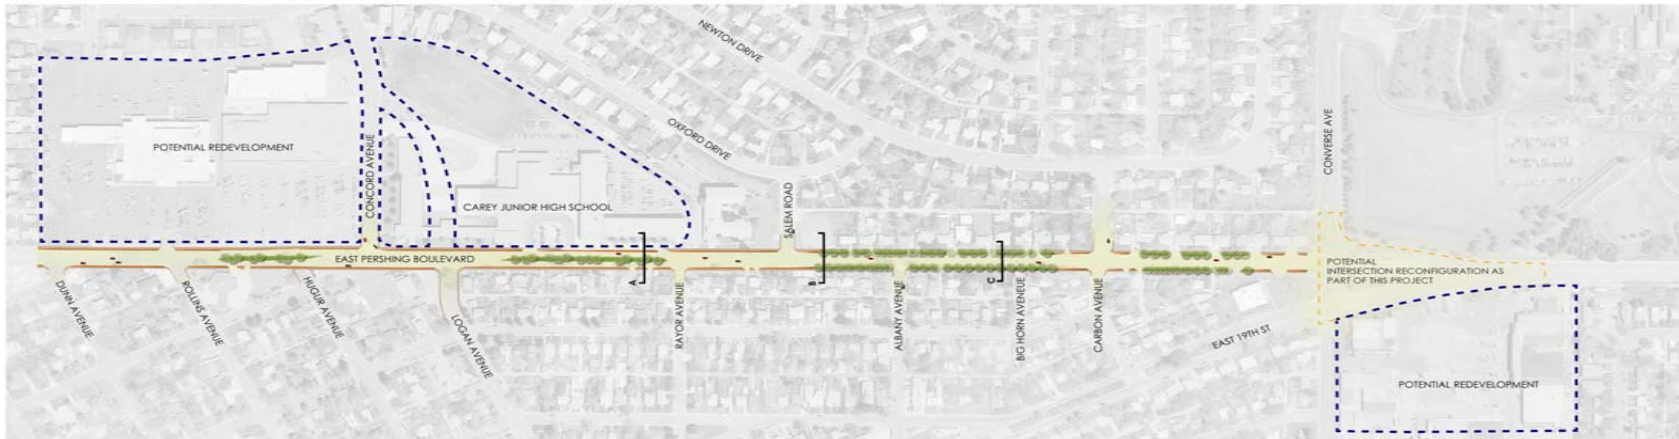 NEWTON DRIVE
OXFORD DRIVE
CONVERSE AVE
POTENTIAL REDEVELOPMENT
CONCORD AVENUE
CAREY JUNIOR HIGH SCHOOL
SALEM ROAD
EAST PERSHING BOULEVARD
POTENTIAL
INTERSECTION RECONFIGURATION AS
PART OF THIS PROJECT
A
B
C
DUNN AVENUE
ROLLINS AVENUE
HUGUR AVENUE
LOGAN AVENUE
RAYOR AVENUE
ALBANY AVENUE
BIG HORN AVENEUE
CARBON AVENUE
EAST 19TH ST
POTENTIAL REDEVELOPMENT